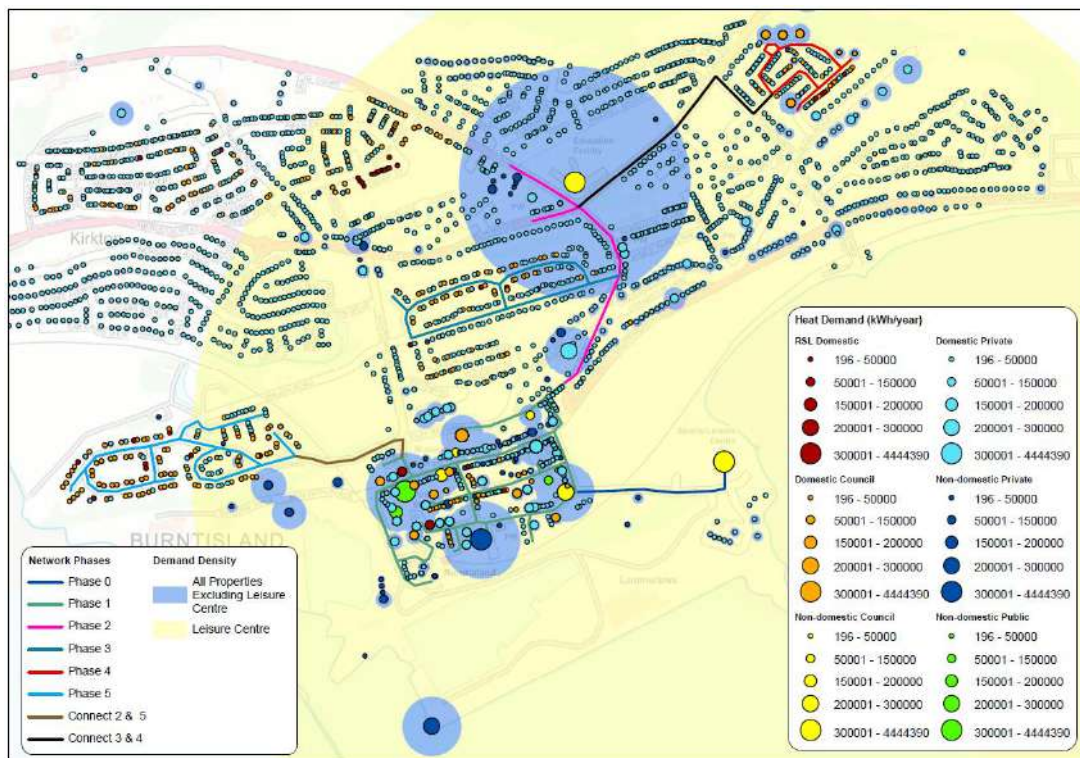 Kirkton
BURNTISLAND
Network Phases
Phase 0
Phase 1
Phase 2
Phase 3
Phase 4
Phase 5
Connect 2 & 5
Connect 3 & 4
Demand Density
All Properties
Excluding Leisure
Centre
Leisure Centre
Heat Demand (kWh/year)
RSL Domestic
196 - 50000
50001 - 150000
150001 - 200000
200001 - 300000
300001 - 4444390
Domestic Private
196 - 50000
50001 - 150000
150001 - 200000
200001 - 300000
300001 - 4444390
Domestic Council
196 - 50000
50001 - 150000
150001 - 200000
200001 - 300000
300001 - 4444390
Non-domestic Private
196 - 50000
50001 - 150000
150001 - 200000
200001 - 300000
300001 - 4444390
Non-domestic Council
196 - 50000
50001 - 150000
150001 - 200000
200001 - 300000
300001 - 4444390
Non-domestic Public
196 - 50000
50001 - 150000
150001 - 200000
200001 - 300000
300001 - 4444390